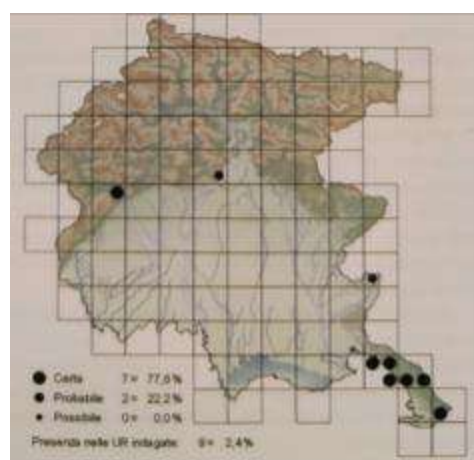 Certa 7= 77,8%
Probabile 2= 22,2%
Possibile 0= 0,0%
Presenza nelle UR indagate: 9= 2,4%